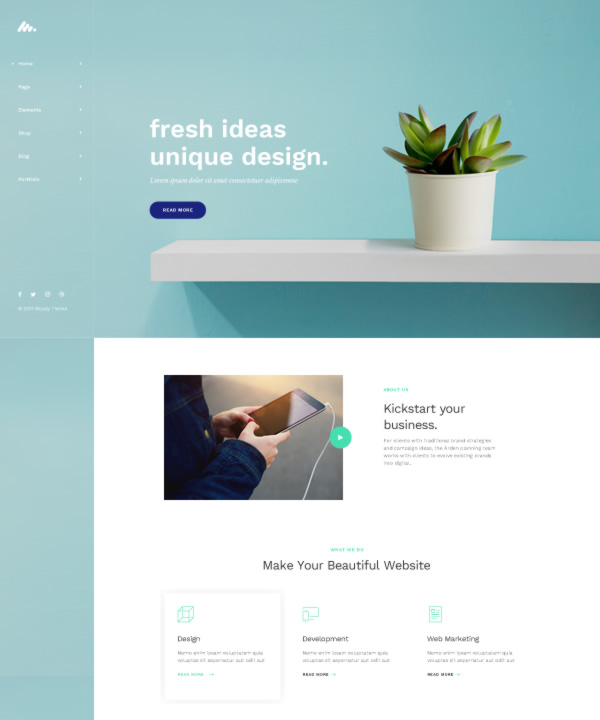 Home
Page
Elements
Shop
Blog
Portfolio
fresh ideas
unique design.
Lorem ipsum dolor sit amet consectetuer adipiscing
READ MORE
ABOUT US
Kickstart your
business.
For clients with traditional brand strategies
and campaign ideas, the Arden planning team
works with clients to evolve existing brands
into digital.
WHAT WE DO
Make Your Beautiful Website
Design
Nemo enim ipsam voluptatem quia
voluptas sit aspernatur aut odit aut
READ MORE
Development
Nemo enim ipsam voluptatem quia
voluptas sit aspernatur aut odit aut
READ MORE
Web Marketing
Nemo enim ipsam voluptatem quia
voluptas sit aspernatur aut odit aut
READ MORE